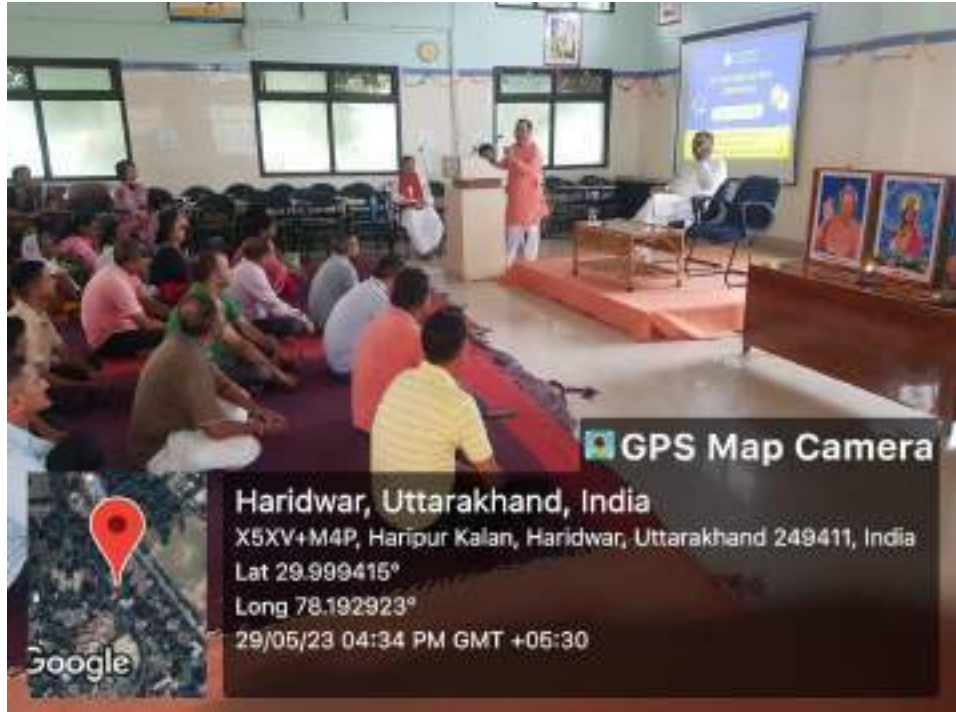 GPS Map Camera
Haridwar, Uttarakhand, India
X5XV+M4P, Haripur Kalan, Haridwar, Uttarakhand 249411, India
Lat 29.999415°
Long 78.192923°
29/05/23 04:34 PM GMT +05:30
Google